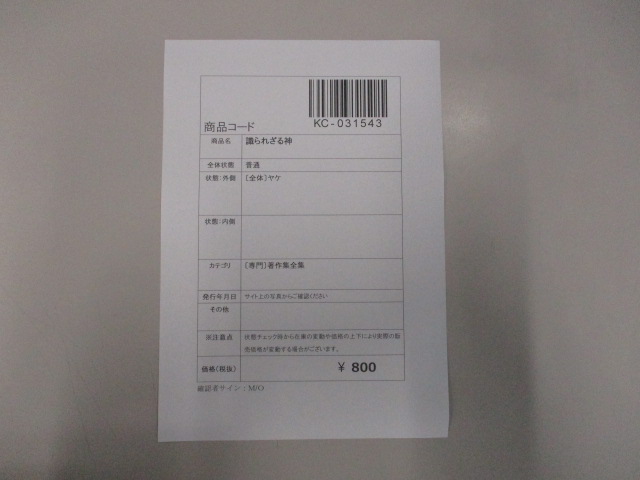 KC-031543
商品コード
商品名 識られざる神
全体状態 普通
状態:外側 〔全体〕ヤケ
状態:内側
カテゴリ 〔専門〕著作集全集
発行年月日 サイト上の写真からご確認ください
その他
※注意点 状態チェック時から在庫の変動や価格の上下により実際の販
売価格が変動する場合がございます。
価格(税抜) ¥ 800
確認者サイン:M/O